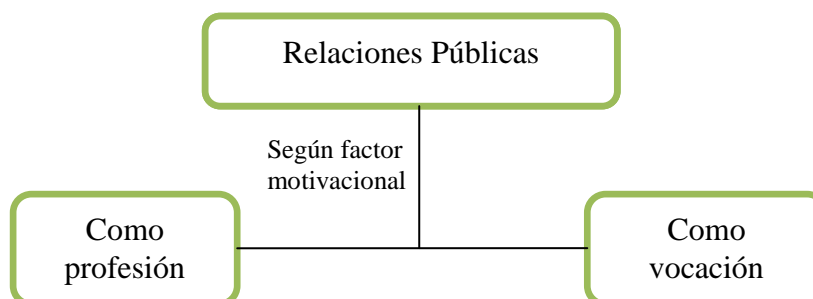 Relaciones Públicas
Según factor
motivacional
Como
profesión
Como
vocación